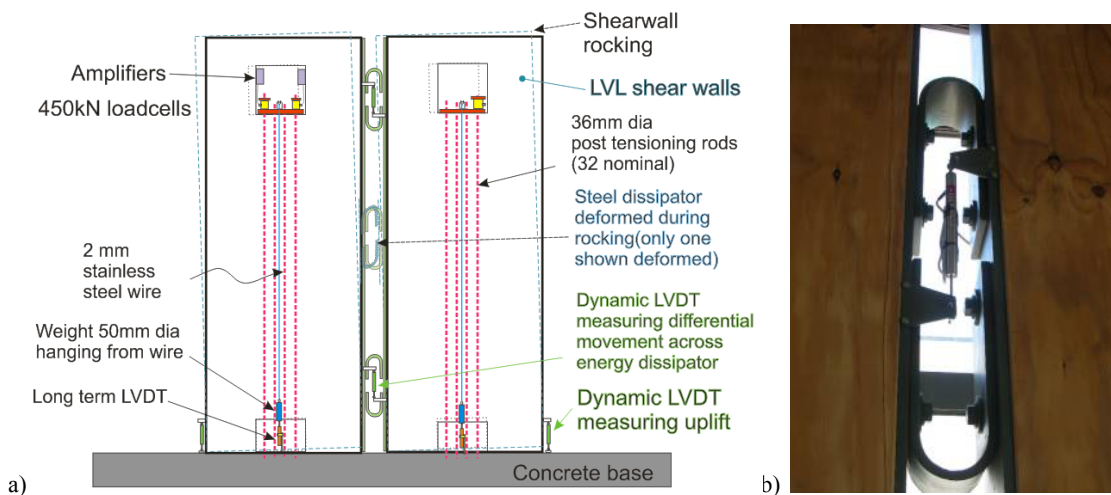 Shearwall
rocking
Amplifiers
450kN loadcells
LVL shear walls
36mm dia
post tensioning rods
(32 nominal)
Steel dissipator
deformed during
rocking(only one
shown deformed)
2 mm
stainless
steel wire
Dynamic LVDT
measuring differential
movement across
energy dissipator
Weight 50mm dia
hanging from wire
Long term LVDT
Dynamic LVDT
measuring uplift
Concrete base
a)
b)